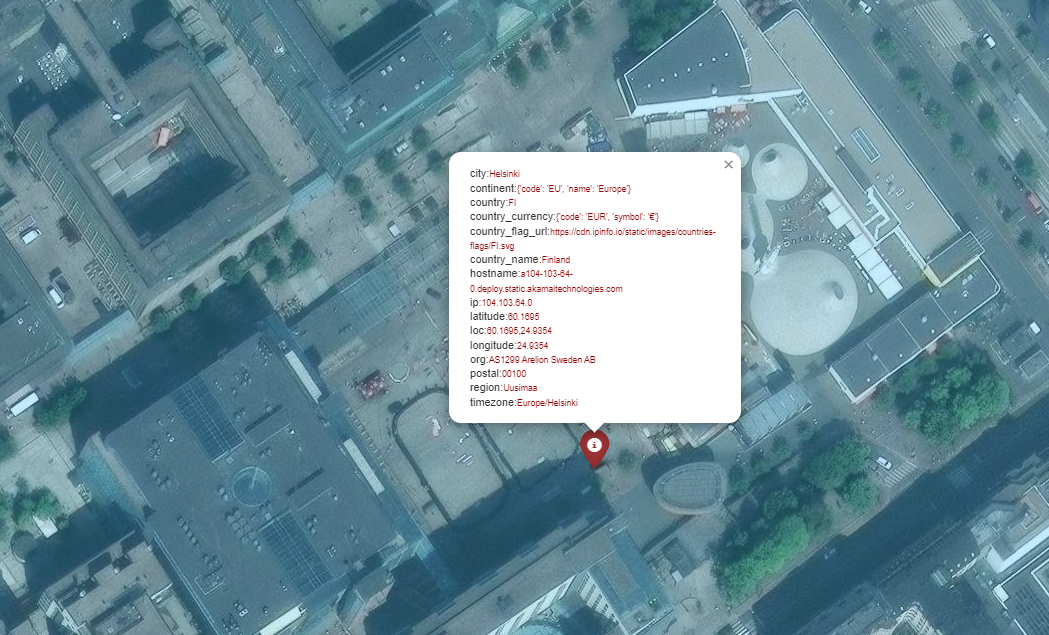 ×
city:Helsinki
continent:{'code': 'EU', 'name': 'Europe'}
country:FI
country_currency:{'code': 'EUR', 'symbol': '€'}
country_flag_url:https://cdn.ipinfo.io/static/images/countries-
flags/FI.svg
country_name:Finland
hostname:a104-103-64-
0.deploy.static.akamaitechnologies.com
ip:104.103.64.0
latitude:60.1695
loc:60.1695,24.9354
longitude:24.9354
org:AS1299 Arelion Sweden AB
postal:00100
region:Uusimaa
timezone:Europe/Helsinki
i